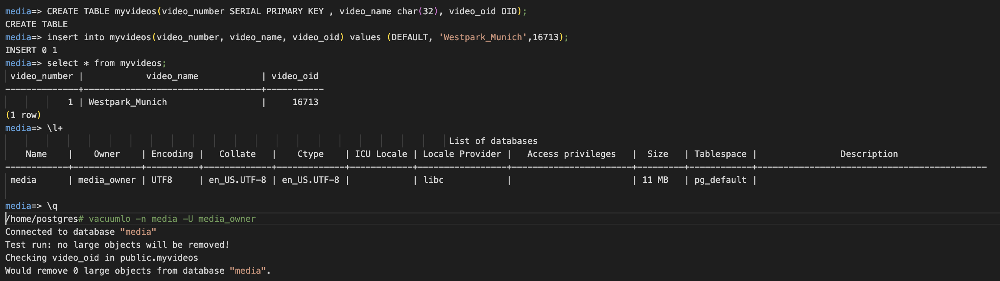 media=> CREATE TABLE myvideos(video_number SERIAL PRIMARY KEY , video_name char(32), video_oid OID);
CREATE TABLE
media=> insert into myvideos(video_number, video_name, video_oid) values (DEFAULT, 'Westpark_Munich',16713);
INSERT 0 1
media=> select * from myvideos;
 video_number |            video_name            | video_oid
--------------+----------------------------------+-----------
            1 | Westpark_Munich                  |     16713
(1 row)
media=> \l+
                                                                                     List of databases
    Name    |    Owner    | Encoding |   Collate   |    Ctype    | ICU Locale | Locale Provider |   Access privileges   |  Size   | Tablespace |                Description
------------+-------------+----------+-------------+-------------+------------+-----------------+-----------------------+---------+------------+--------------------------------------------
 media      | media_owner | UTF8     | en_US.UTF-8 | en_US.UTF-8 |            | libc            |                       | 11 MB   | pg_default |
media=> \q
/home/postgres# vacuumlo -n media -U media_owner
Connected to database "media"
Test run: no large objects will be removed!
Checking video_oid in public.myvideos
Would remove 0 large objects from database "media".